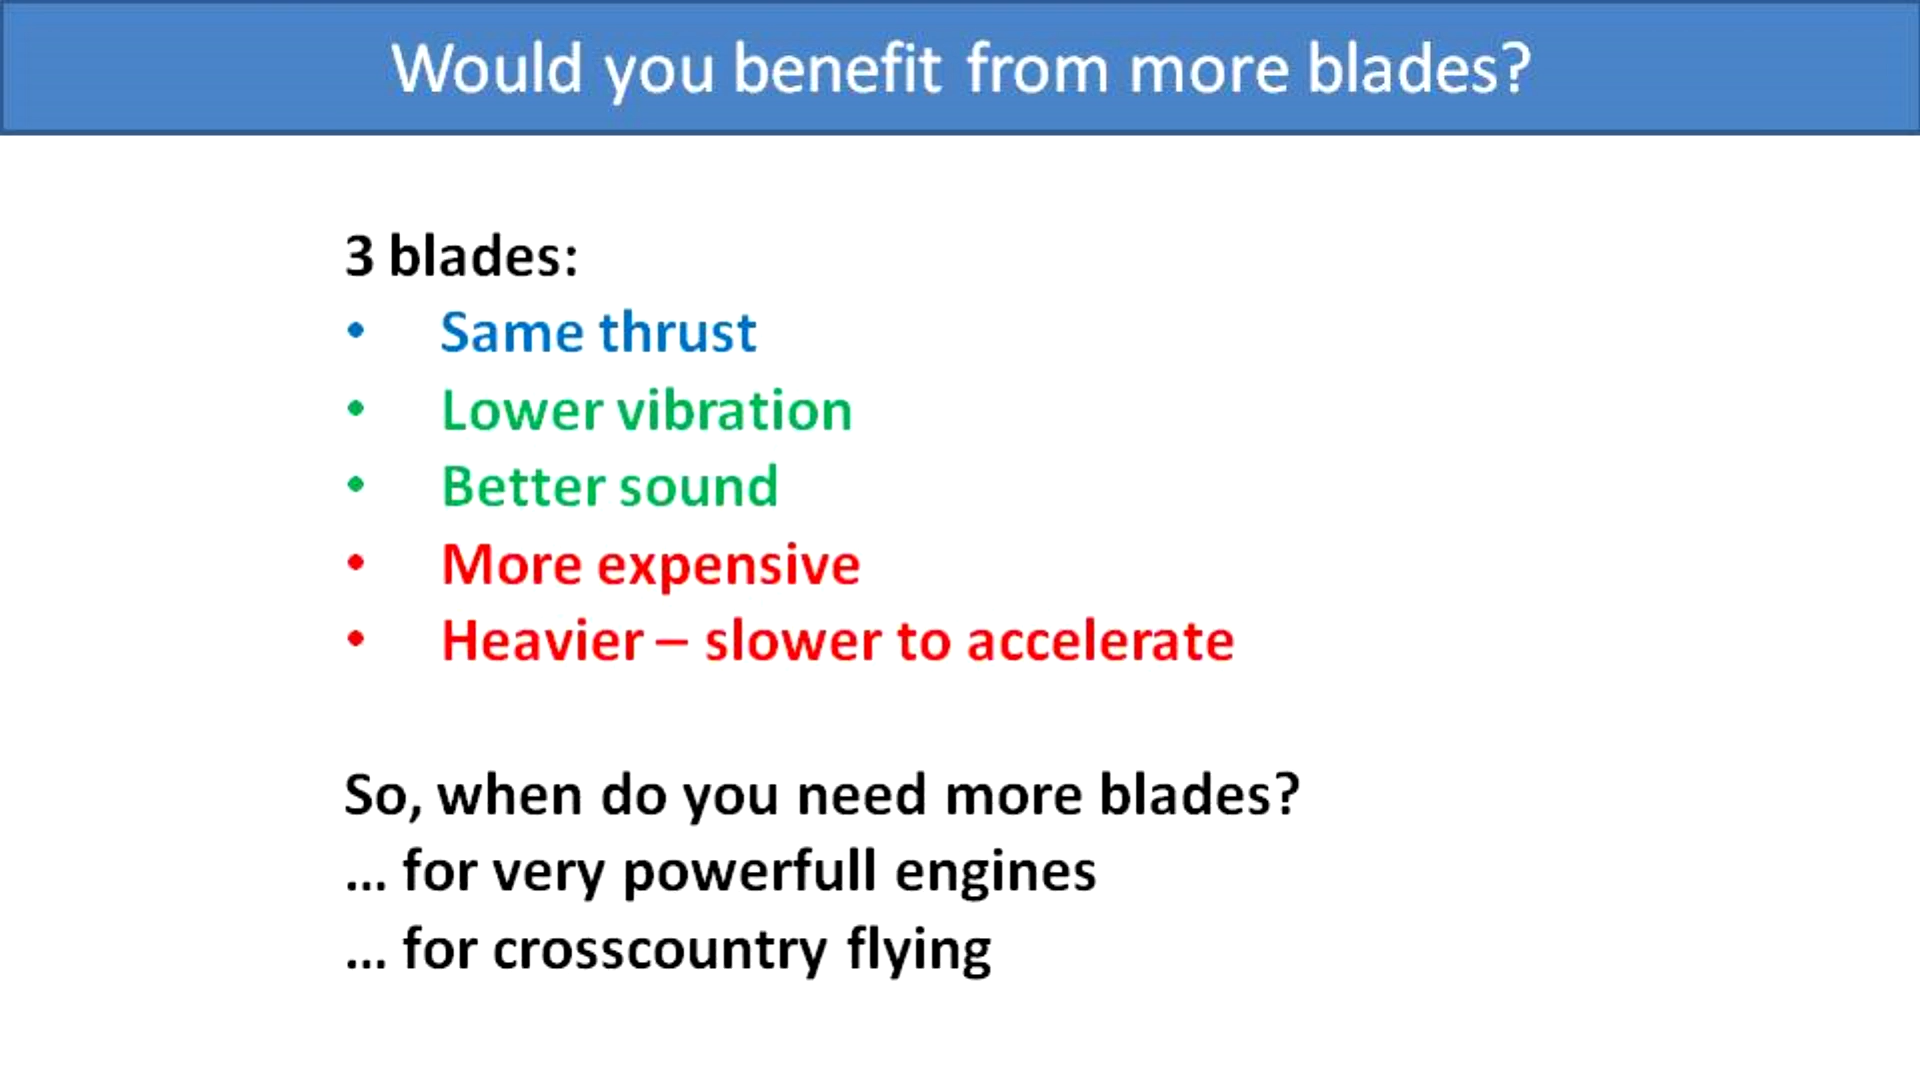 Would you benefit from more blades?
3 blades:
• Same thrust
• Lower vibration
• Better sound
• More expensive
• Heavier – slower to accelerate
So, when do you need more blades?
... for very powerfull engines
... for crosscountry flying